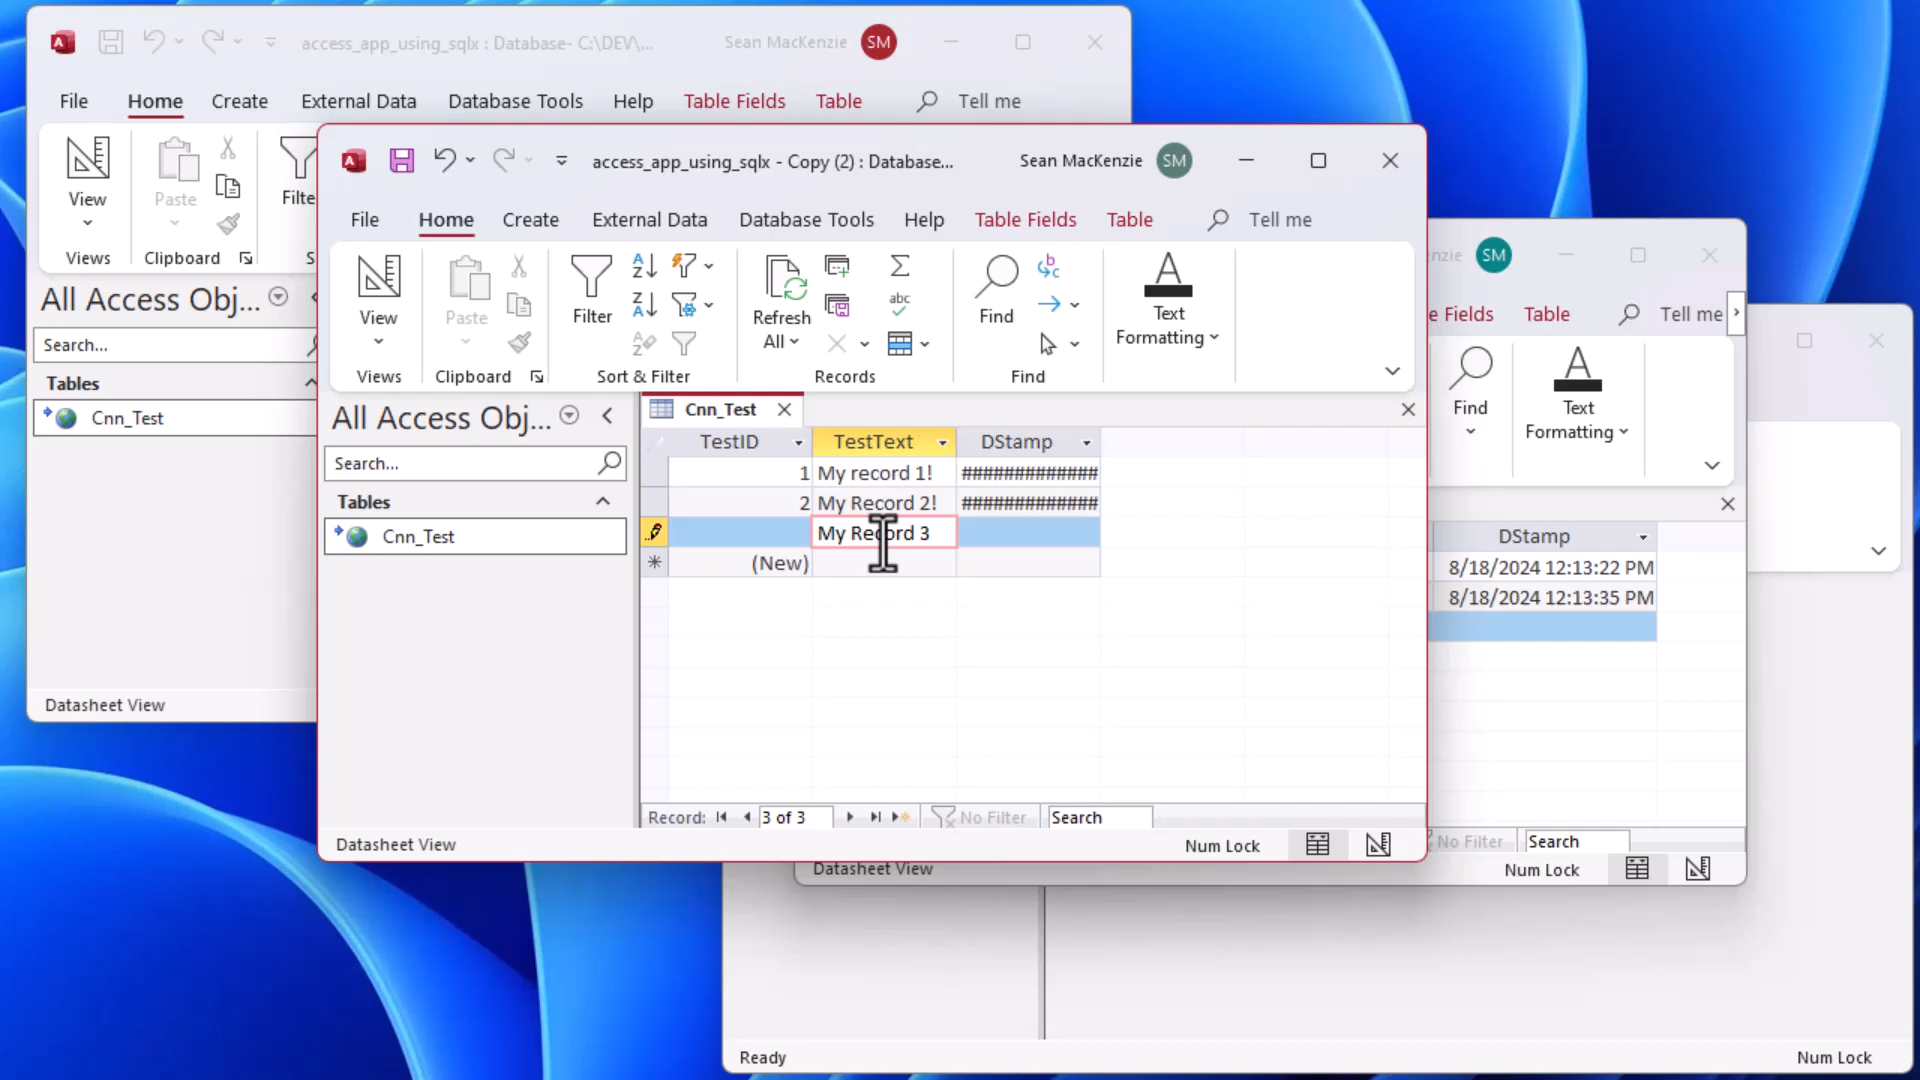 access_app_using_sqlx : Database- C:\DEV\... Sean MacKenzie SM
File Home Create External Data Database Tools Help Table Fields Table Tell me
View Paste
Views Clipboard
All Access Obj...
Search...
Tables
Cnn_Test
Datasheet View
access_app_using_sqlx - Copy (2) : Database... Sean MacKenzie SM
File Home Create External Data Database Tools Help Table Fields Table Tell me
View Paste Filter Refresh All Find Text Formatting
Views Clipboard Sort & Filter Records Find
All Access Obj...
Search...
Tables
Cnn_Test
Cnn_Test
TestID TestText DStamp
1 My record 1! #############
2 My Record 2! #############
My Record 3
(New)
Record: 3 of 3 No Filter Search
Datasheet View Num Lock
SM
Table Tell me
Find Text Formatting
DStamp
8/18/2024 12:13:22 PM
8/18/2024 12:13:35 PM
No Filter Search
Datasheet View Num Lock
Ready Num Lock